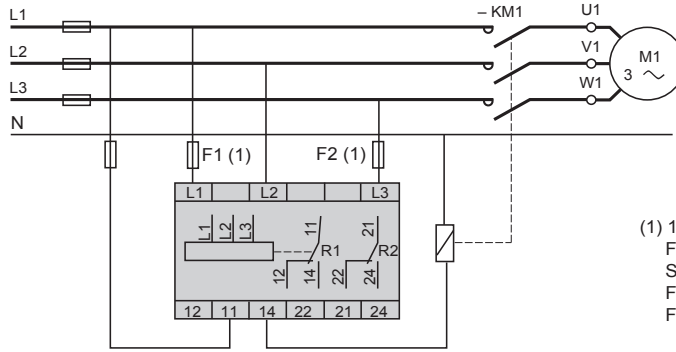 L1
– KM1
U1
L2
V1
M1
3
L3
W1
N
F1 (1)
F2 (1)
L1 L2 L3
L1
L2
L3
11
R1
21
R2
12
14
22
24
12 11 14 22 21 24
(1) 1
F
S
F
F